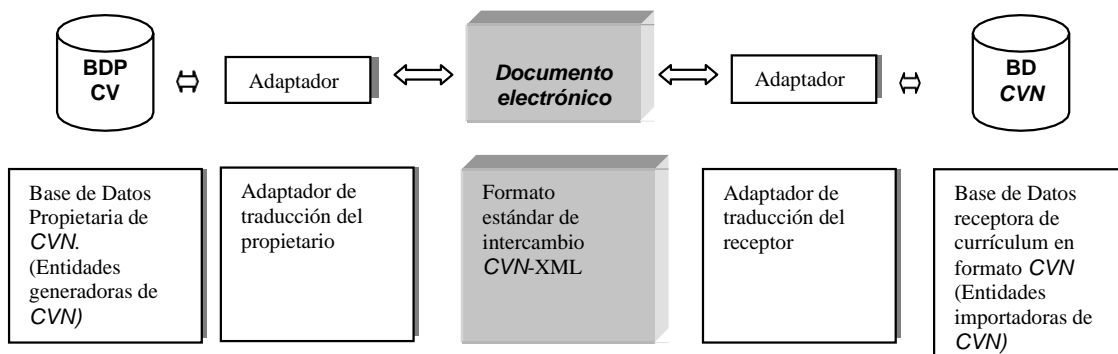 BDP
CV
Adaptador
Documento
electrónico
Adaptador
BD
CVN
Base de Datos
Propietaria de
CVN.
(Entidades
generadoras de
CVN)
Adaptador de
traducción del
propietario
Formato
estándar de
intercambio
CVN-XML
Adaptador de
traducción del
receptor
Base de Datos
receptora de
currículum en
formato CVN
(Entidades
importadoras de
CVN)